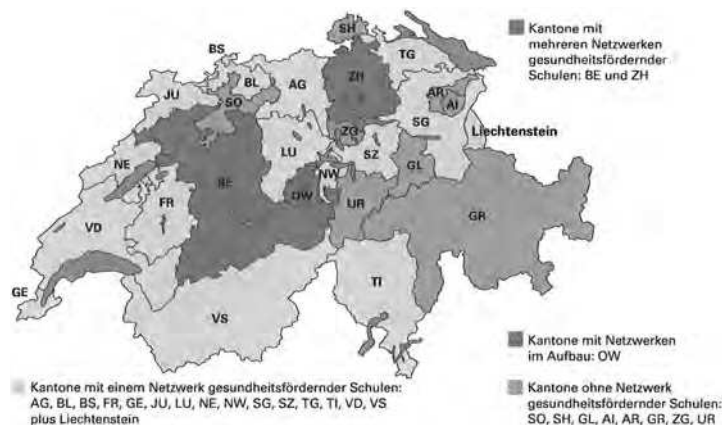 SH
Kantone mit
mehreren Netzwerken
gesundheitsfördernder
Schulen: BE und ZH
BS
TG
BL
ZH
JU
AG
SO
AR
AI
SG
Liechtenstein
ZG
NE
LU
SZ
GL
BE
NW
OW
FR
UR
GR
VD
TI
GE
VS
Kantone mit Netzwerken
im Aufbau: OW
Kantone mit einem Netzwerk gesundheitsfördernder Schulen:
AG, BL, BS, FR, GE, JU, LU, NE, NW, SG, SZ, TG, TI, VD, VS
plus Liechtenstein
Kantone ohne Netzwerk
gesundheitsfördernder Schulen:
SO, SH, GL, AI, AR, GR, ZG, UR